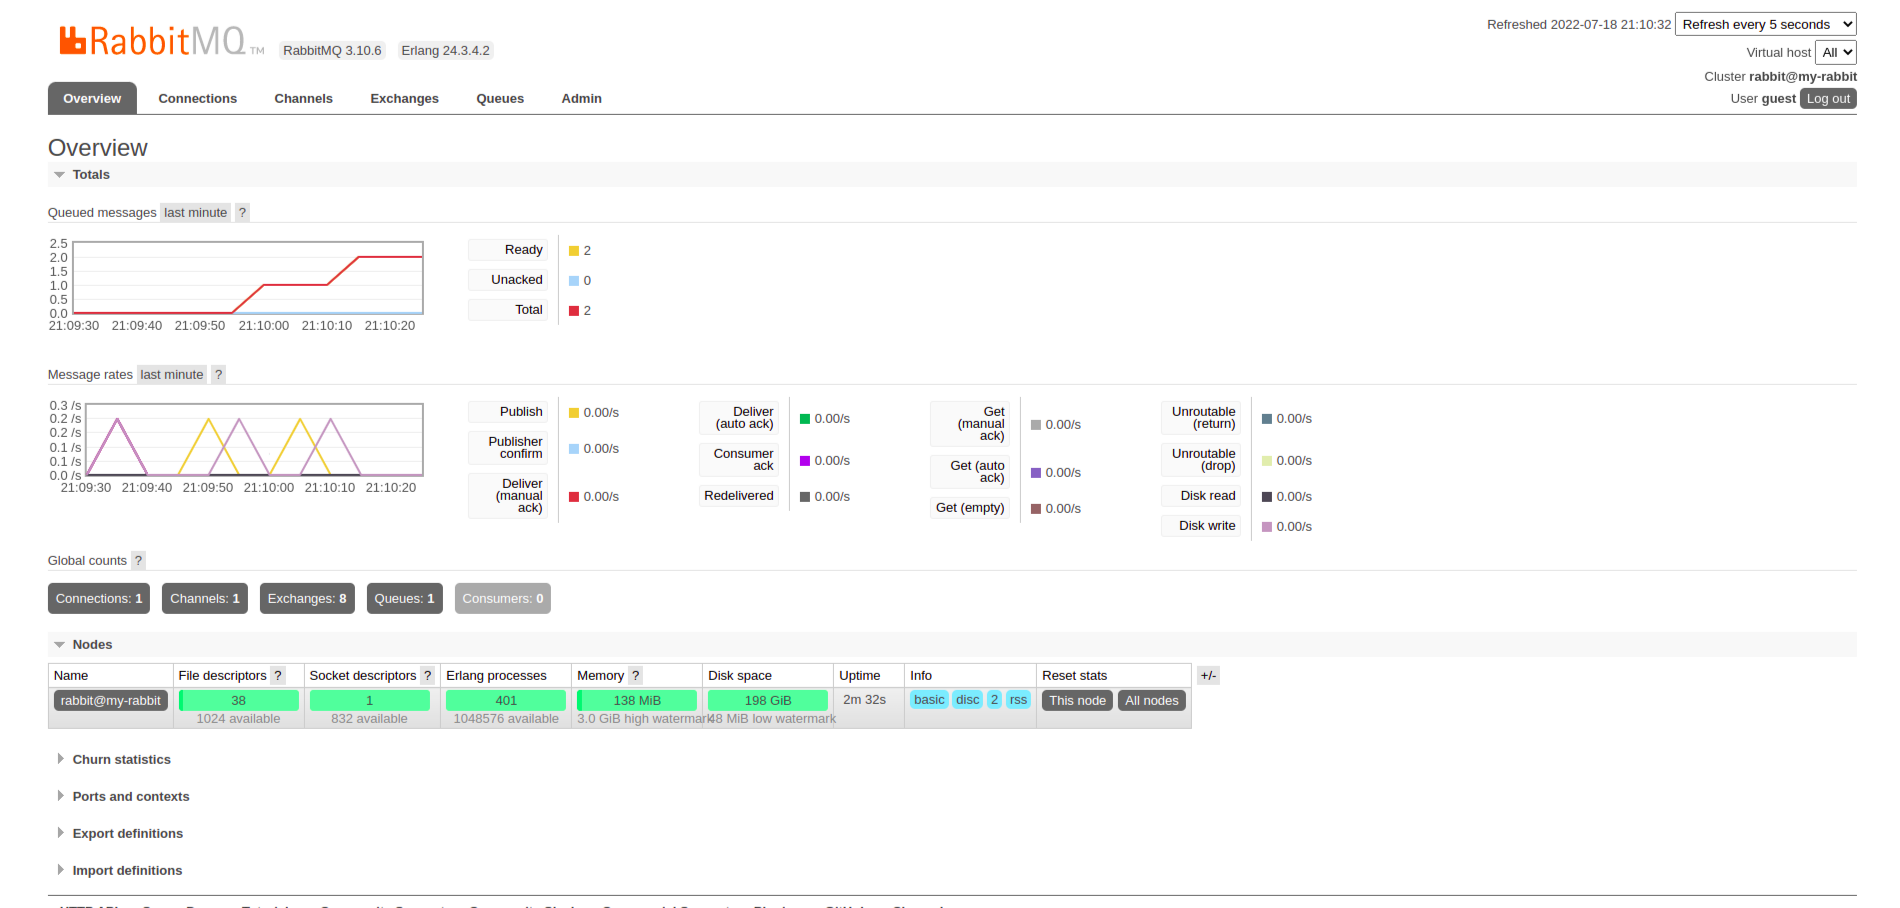 RabbitMQ TM RabbitMQ 3.10.6 Erlang 24.3.4.2
Refreshed 2022-07-18 21:10:32 Refresh every 5 seconds
Virtual host All
Cluster rabbit@my-rabbit
User guest Log out
Overview Connections Channels Exchanges Queues Admin
Overview
Totals
Queued messages last minute ?
2.5
2.0
1.5
1.0
0.5
0.0
21:09:30 21:09:40 21:09:50 21:10:00 21:10:10 21:10:20
Ready 2
Unacked 0
Total 2
Message rates last minute ?
0.3 /s
0.2 /s
0.2 /s
0.1 /s
0.1 /s
0.0 /s
21:09:30 21:09:40 21:09:50 21:10:00 21:10:10 21:10:20
Publish 0.00/s
Publisher
confirm 0.00/s
Deliver
(manual
ack) 0.00/s
Deliver
(auto ack) 0.00/s
Consumer
ack 0.00/s
Redelivered 0.00/s
Get
(manual
ack) 0.00/s
Get (auto
ack) 0.00/s
Get (empty) 0.00/s
Unroutable
(return) 0.00/s
Unroutable
(drop) 0.00/s
Disk read 0.00/s
Disk write 0.00/s
Global counts ?
Connections: 1 Channels: 1 Exchanges: 8 Queues: 1 Consumers: 0
Nodes
Name File descriptors ? Socket descriptors ? Erlang processes Memory ? Disk space Uptime Info Reset stats +/-
rabbit@my-rabbit 38 1 401 138 MiB 198 GiB 2m 32s basic disc 2 rss This node All nodes
1024 available 832 available 1048576 available 3.0 GiB high watermark 48 MiB low watermark
Churn statistics
Ports and contexts
Export definitions
Import definitions